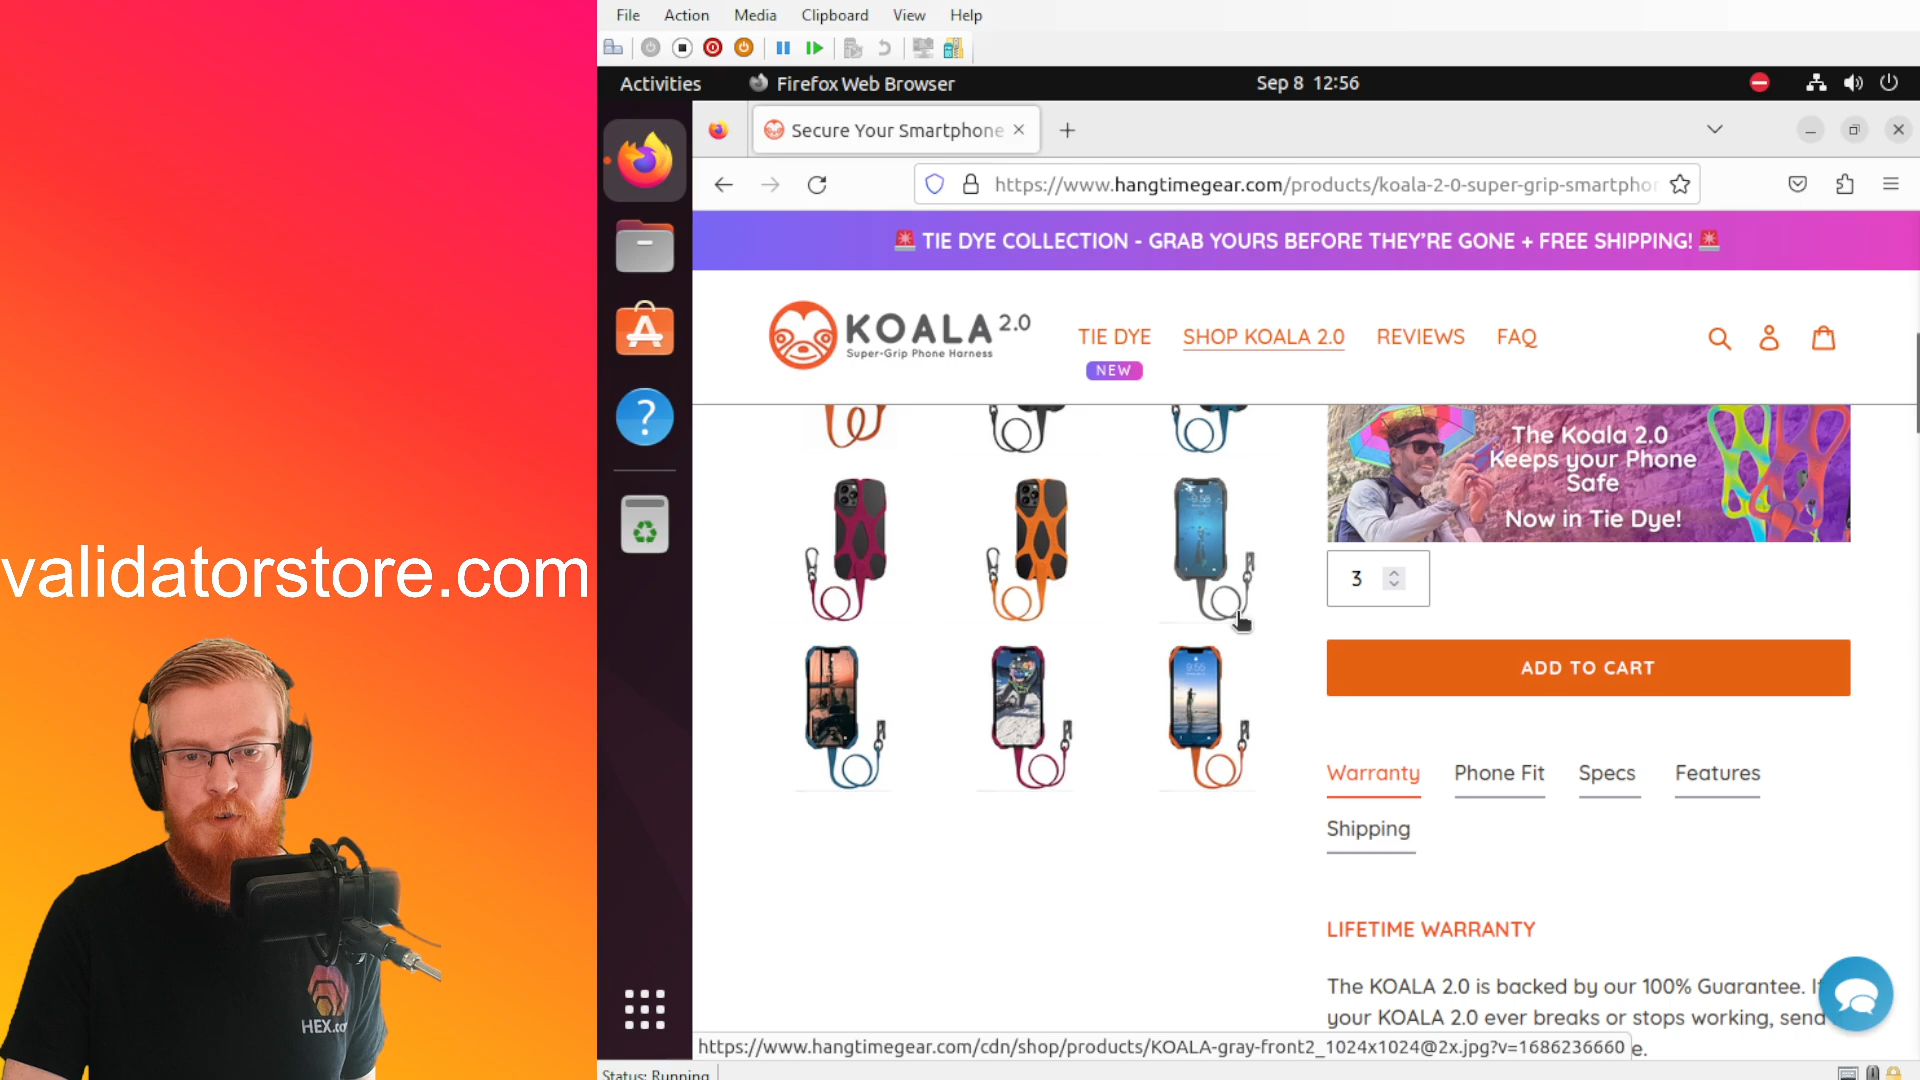 File Action Media Clipboard View Help
Activities Firefox Web Browser Sep 8 12:56
Secure Your Smartphone
https://www.hangtimegear.com/products/koala-2-0-super-grip-smartphor
TIE DYE COLLECTION - GRAB YOURS BEFORE THEY'RE GONE + FREE SHIPPING!
KOALA 2.0
Super-Grip Phone Harness
TIE DYE SHOP KOALA 2.0 REVIEWS FAQ
NEW
The Koala 2.0
Keeps your Phone
Safe
Now in Tie Dye!
3
ADD TO CART
Warranty Phone Fit Specs Features
Shipping
LIFETIME WARRANTY
The KOALA 2.0 is backed by our 100% Guarantee. If
your KOALA 2.0 ever breaks or stops working, send
e.
https://www.hangtimegear.com/cdn/shop/products/KOALA-gray-front2_1024x1024@2x.jpg?v=1686236660
Status: Running
validatorstore.com
HEX.co